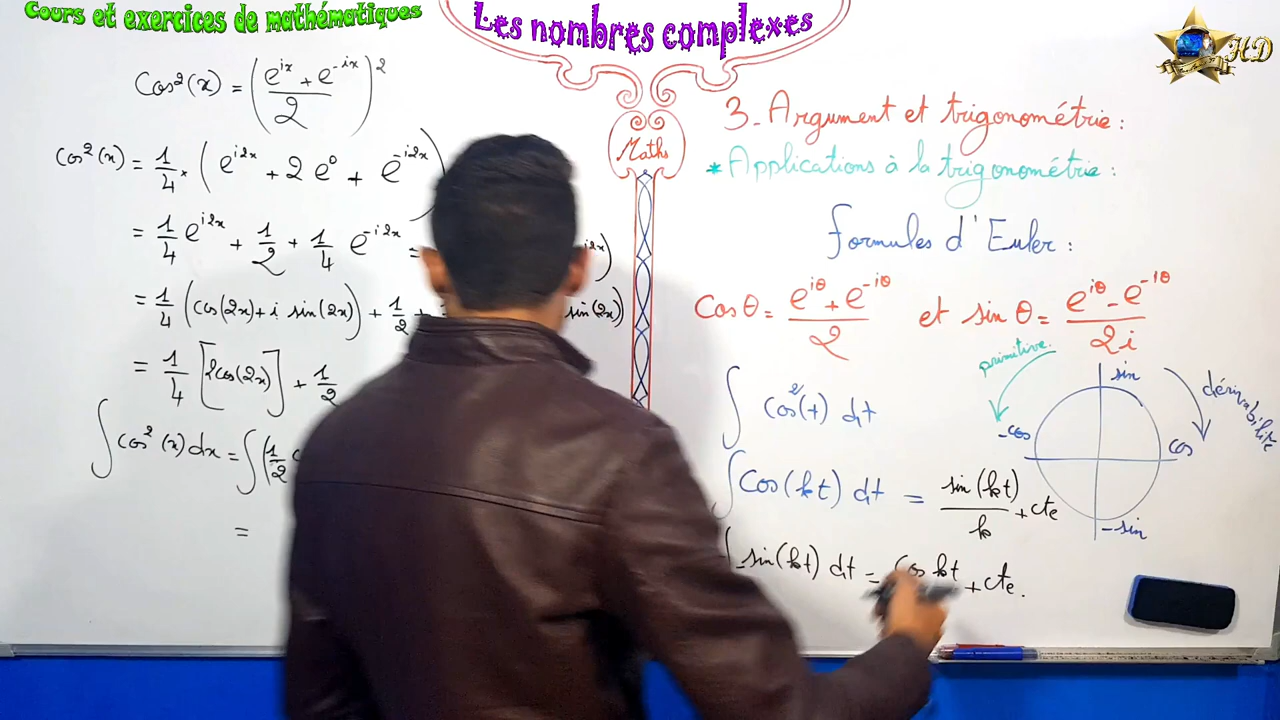 Cours et exercices de mathématiques
Les nombres complexes
HD
Cos²(x) = (e^{ix} + e^{-ix} / 2)²
Cos²(x) = 1/4 × (e^{i2x} + 2e⁰ + e^{-i2x})
= 1/4 e^{i2x} + 1/2 + 1/4 e^{-i2x} =
= 1/4 (cos(2x) + i sin(2x)) + 1/2 + sin(2x))
= 1/4 [2cos(2x)] + 1/2
∫ cos²(x) dx = ∫ (1/2
=
Maths
3_ Argument et trigonométrie :
* Applications à la trigonométrie :
formules d'Euler :
Cos θ = e^{iθ} + e^{-iθ} / 2 et sin θ = e^{iθ} - e^{-iθ} / 2i
primitive.
sin
dérivabilité
-cos
cos
-sin
∫ Cos²(t) dt
∫ Cos(kt) dt = sin(kt) / k + cte
∫ -sin(kt) dt = cos kt + cte.